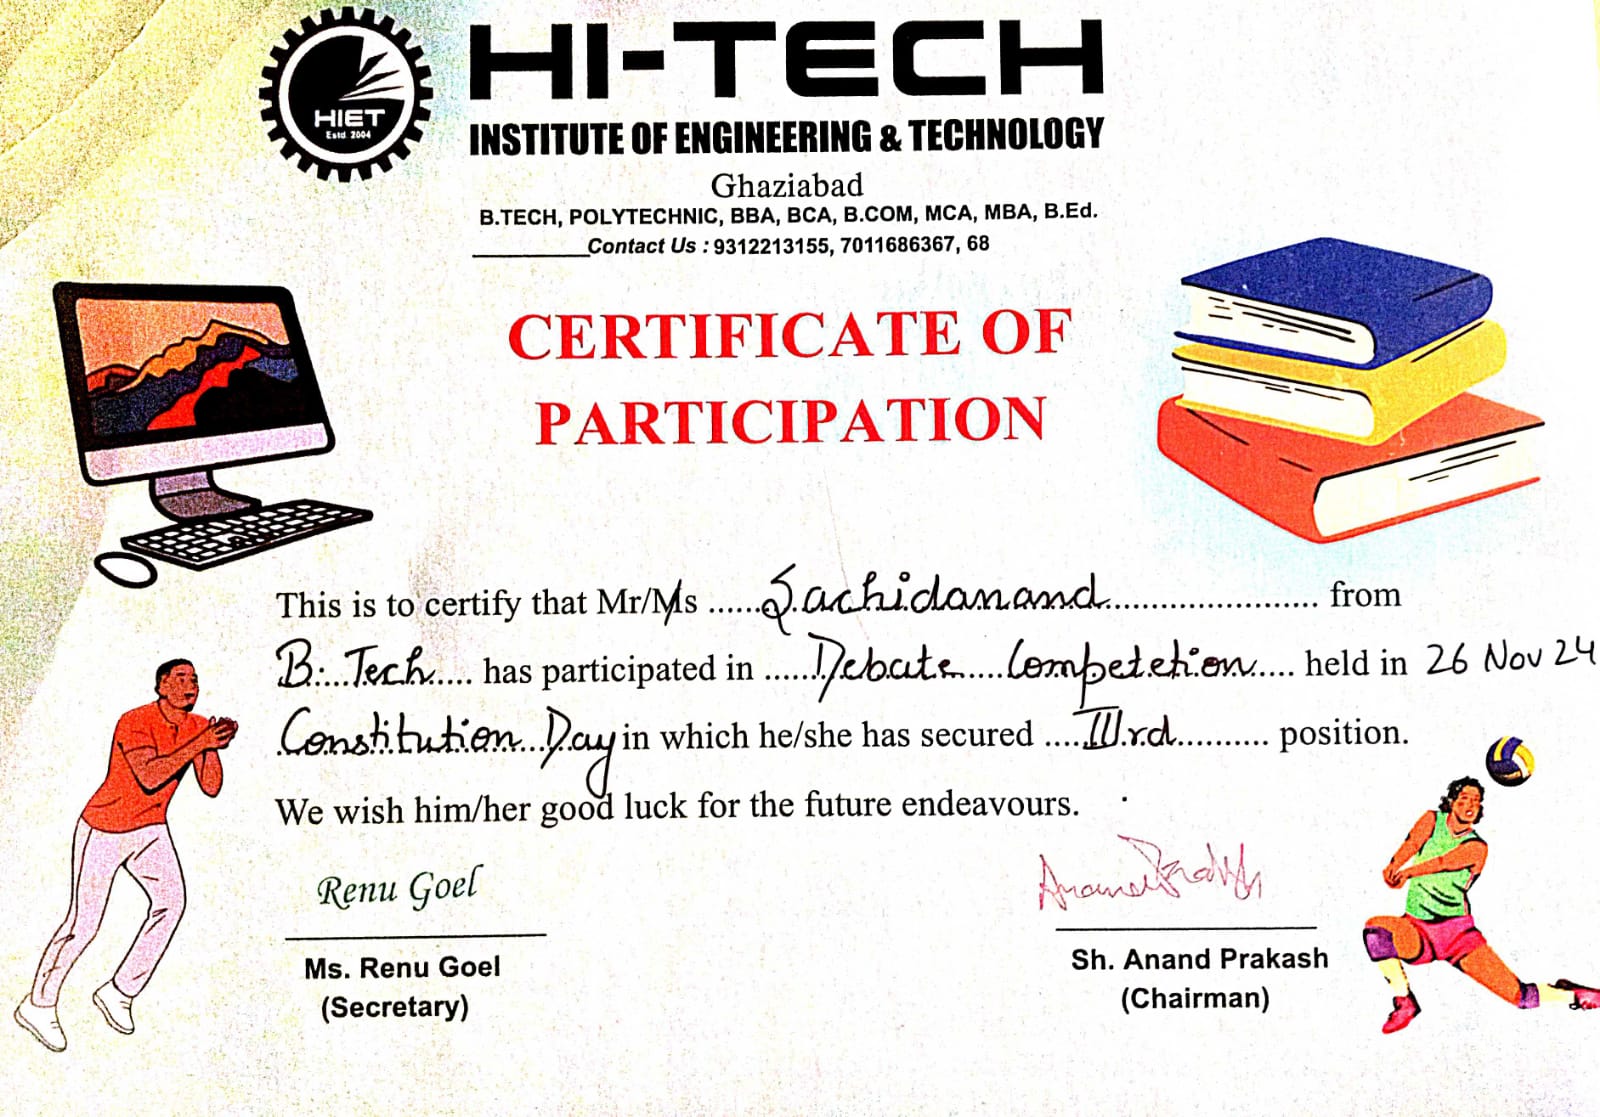 HIET
Estd. 2004
HI-TECH
INSTITUTE OF ENGINEERING & TECHNOLOGY
Ghaziabad
B.TECH, POLYTECHNIC, BBA, BCA, B.COM, MCA, MBA, B.Ed.
Contact Us : 9312213155, 7011686367, 68
CERTIFICATE OF
PARTICIPATION
This is to certify that Mr/Ms ......Sachidanand...................... from
B. Tech.... has participated in ......Debate....Competetion.... held in 26 Nov 24
Constitution Day in which he/she has secured ....IIIrd.......... position.
We wish him/her good luck for the future endeavours.
Renu Goel
Anand Prakash
Ms. Renu Goel
Sh. Anand Prakash
(Secretary)
(Chairman)